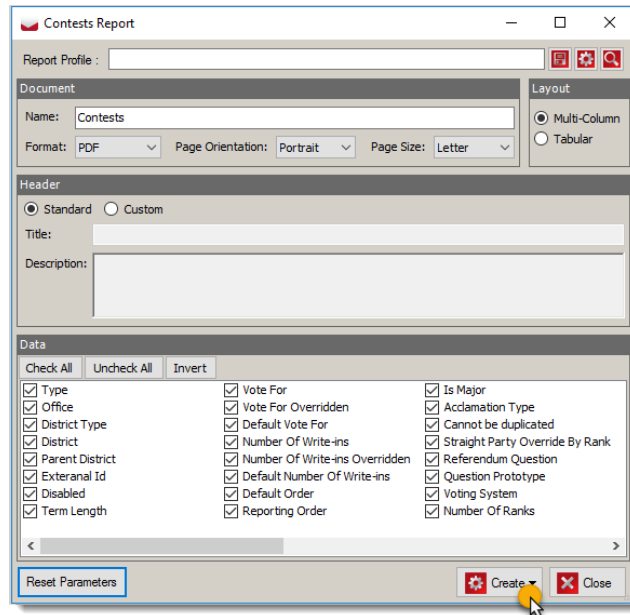 Contests Report
Report Profile :
Document
Layout
Name: Contests
Multi-Column
Tabular
Format: PDF Page Orientation: Portrait Page Size: Letter
Header
Standard Custom
Title:
Description:
Data
Check All Uncheck All Invert
Type Vote For Is Major
Office Vote For Overridden Acclamation Type
District Type Default Vote For Cannot be duplicated
District Number Of Write-ins Straight Party Override By Rank
Parent District Number Of Write-ins Overridden Referendum Question
Exteranal Id Default Number Of Write-ins Question Prototype
Disabled Default Order Voting System
Term Length Reporting Order Number Of Ranks
Reset Parameters Create Close